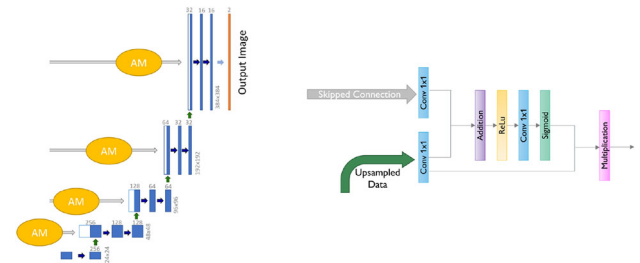 32 16 16 2
AM
384x384
Output Image
64 32 32
AM
192x192
128 64 64
AM
96x96
256 128 128
AM
48x48
256
24x24
Skipped Connection
Conv 1x1
Upsampled
Data
Conv 1x1
Addition
ReLu
Conv 1x1
Sigmoid
Multiplication